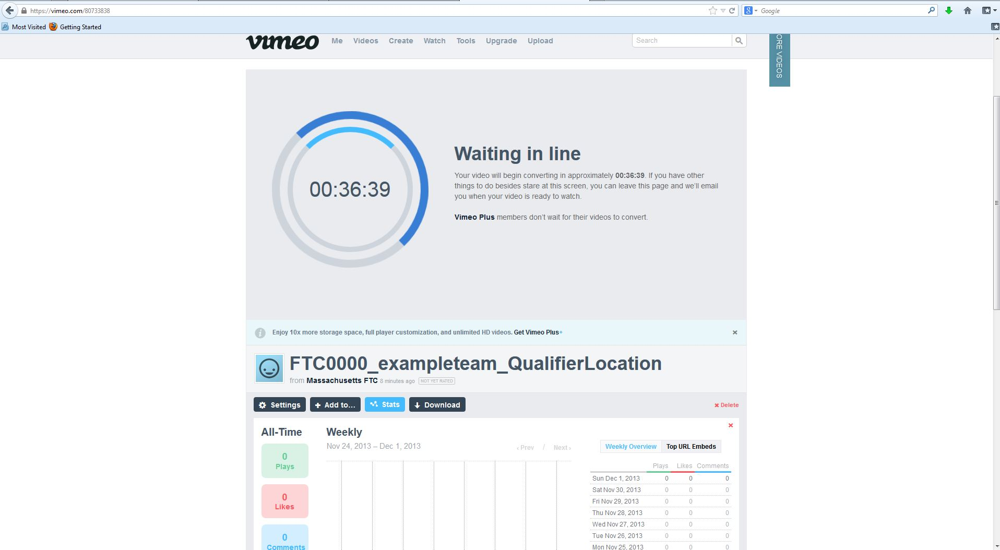 https://vimeo.com/80733838
Google
Most Visited Getting Started
vimeo Me Videos Create Watch Tools Upgrade Upload
Search
ORE VIDEOS
00:36:39
Waiting in line
Your video will begin converting in approximately 00:36:39. If you have other
things to do besides stare at this screen, you can leave this page and we'll email
you when your video is ready to watch.
Vimeo Plus members don't wait for their videos to convert.
Enjoy 10x more storage space, full player customization, and unlimited HD videos. Get Vimeo Plus+
FTC0000_exampleteam_QualifierLocation
from Massachusetts FTC 8 minutes ago NOT YET RATED
Settings + Add to... Stats Download
Delete
All-Time
0
Plays
0
Likes
0
Comments
Weekly
Nov 24, 2013 – Dec 1, 2013
‹ Prev / Next ›
Weekly Overview Top URL Embeds
Plays Likes Comments
Sun Dec 1, 2013 0 0 0
Sat Nov 30, 2013 0 0 0
Fri Nov 29, 2013 0 0 0
Thu Nov 28, 2013 0 0 0
Wed Nov 27, 2013 0 0 0
Tue Nov 26, 2013 0 0 0
Mon Nov 25, 2013 0 0 0